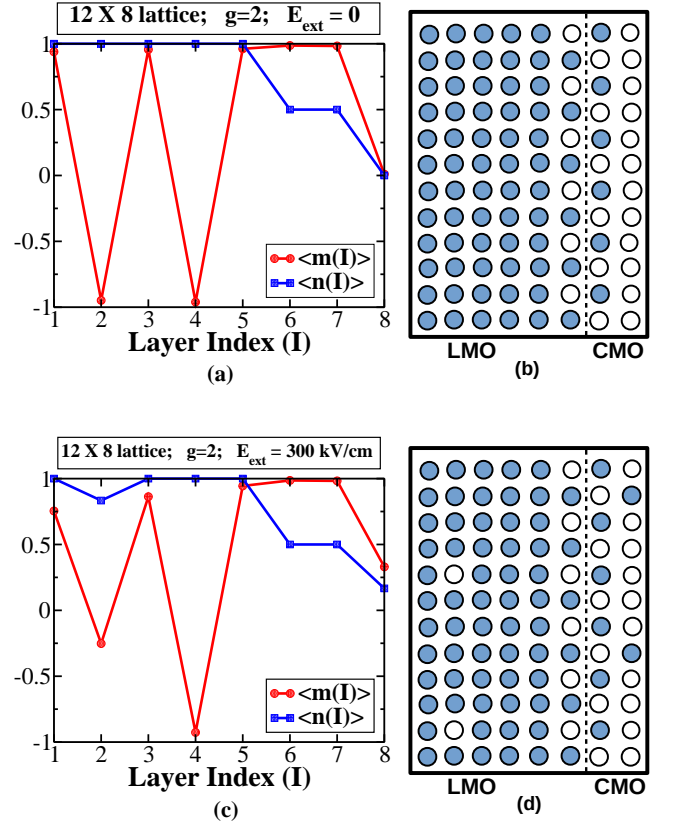 12 X 8 lattice; g=2; E_ext = 0
1
0.5
0
-0.5
-1
<m(I)>
<n(I)>
1 2 3 4 5 6 7 8
Layer Index (I)
(a)
LMO CMO
(b)
12 X 8 lattice; g=2; E_ext = 300 kV/cm
1
0.5
0
-0.5
-1
<m(I)>
<n(I)>
1 2 3 4 5 6 7 8
Layer Index (I)
(c)
LMO CMO
(d)